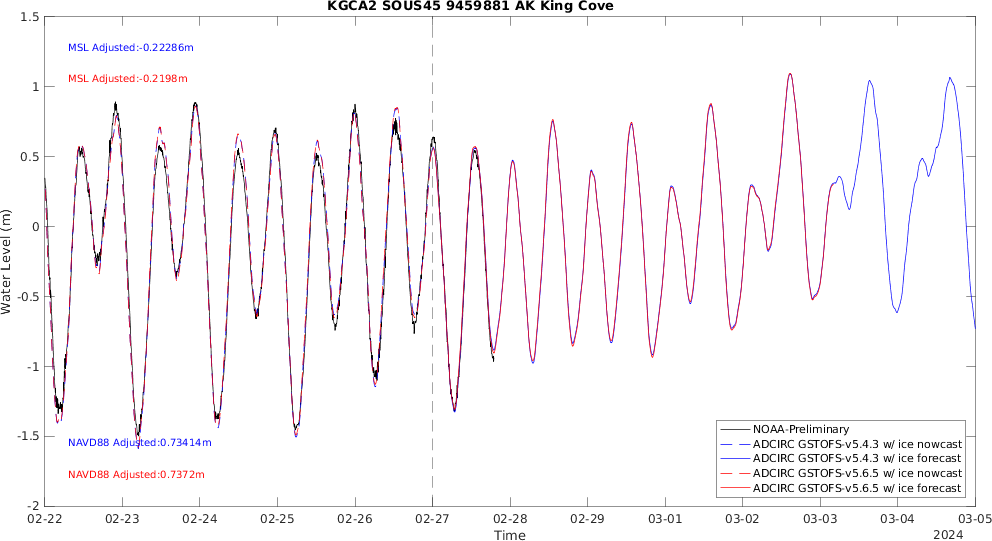 KGCA2 SOUS45 9459881 AK King Cove
1.5
1
0.5
0
-0.5
-1
-1.5
-2
Water Level (m)
MSL Adjusted:-0.22286m
MSL Adjusted:-0.2198m
NAVD88 Adjusted:0.73414m
NAVD88 Adjusted:0.7372m
NOAA-Preliminary
ADCIRC GSTOFS-v5.4.3 w/ ice nowcast
ADCIRC GSTOFS-v5.4.3 w/ ice forecast
ADCIRC GSTOFS-v5.6.5 w/ ice nowcast
ADCIRC GSTOFS-v5.6.5 w/ ice forecast
02-22 02-23 02-24 02-25 02-26 02-27 02-28 02-29 03-01 03-02 03-03 03-04 03-05
Time
2024